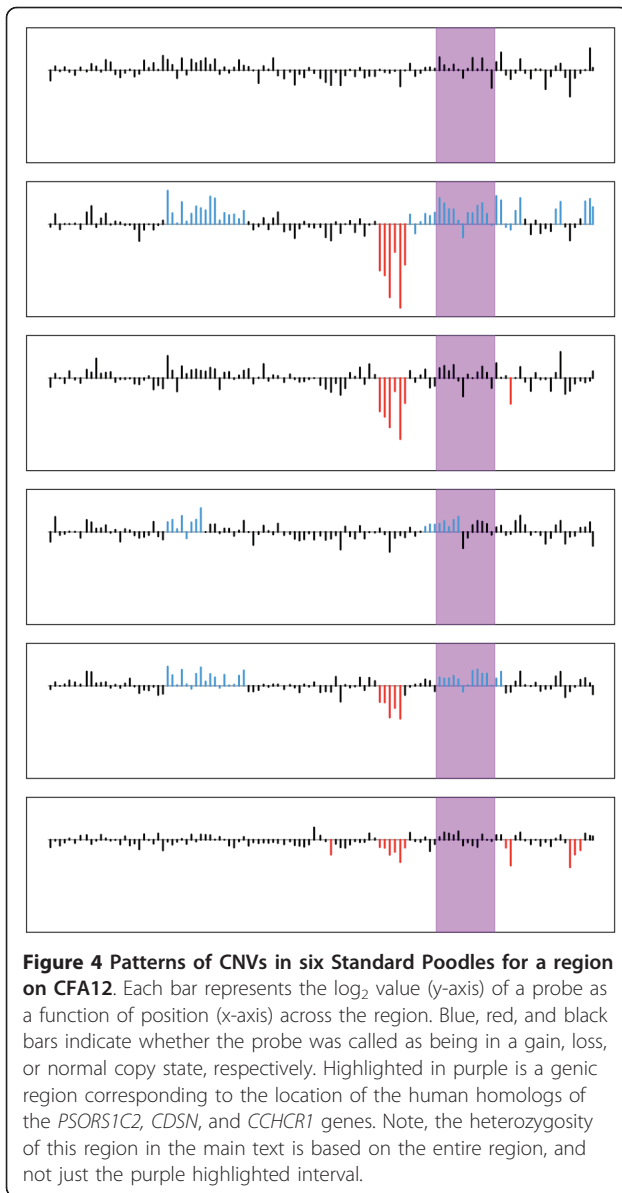 Figure 4 Patterns of CNVs in six Standard Poodles for a region
on CFA12. Each bar represents the log₂ value (y-axis) of a probe as
a function of position (x-axis) across the region. Blue, red, and black
bars indicate whether the probe was called as being in a gain, loss,
or normal copy state, respectively. Highlighted in purple is a genic
region corresponding to the location of the human homologs of
the PSORS1C2, CDSN, and CCHCR1 genes. Note, the heterozygosity
of this region in the main text is based on the entire region, and
not just the purple highlighted interval.